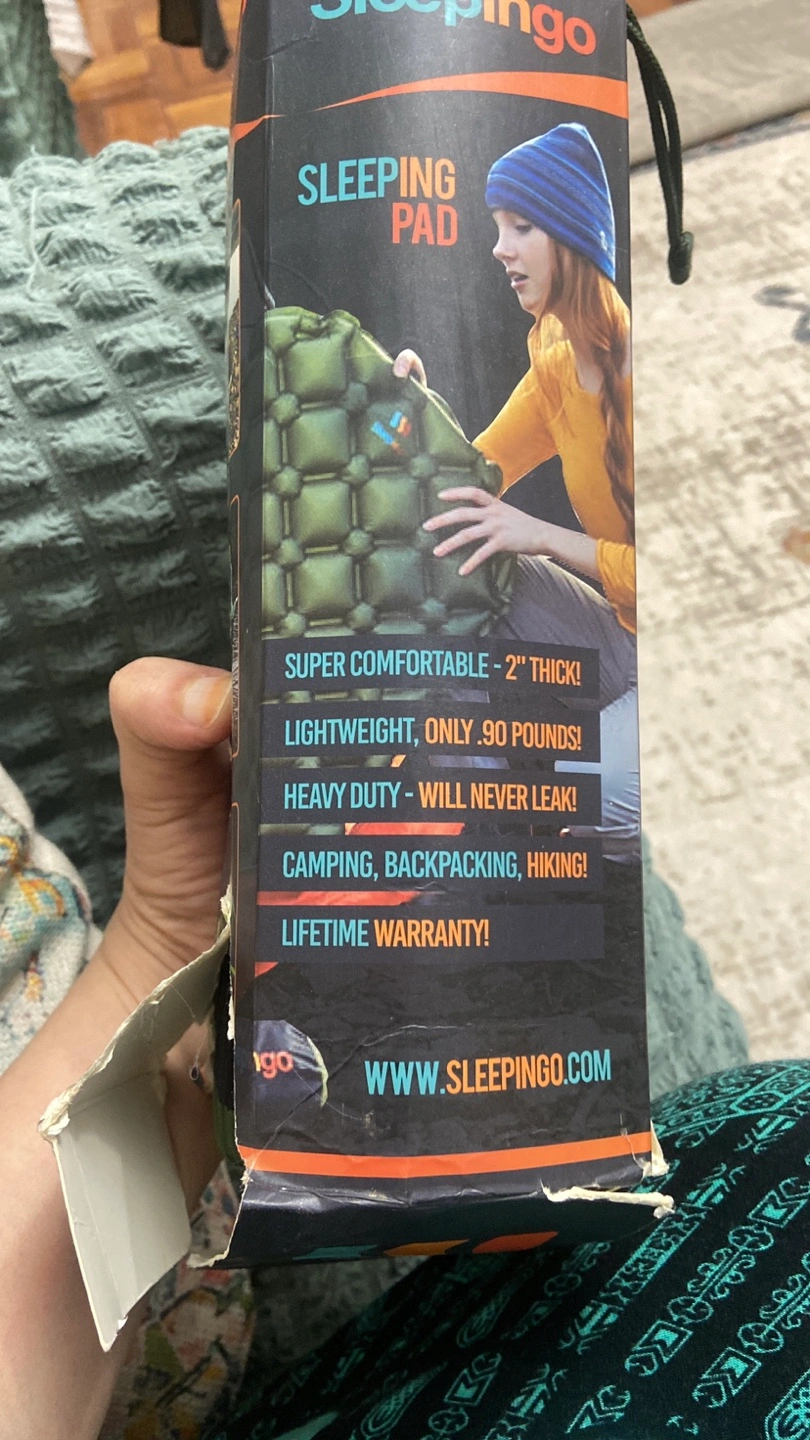 Sleepingo
SLEEPING
PAD
SUPER COMFORTABLE - 2" THICK!
LIGHTWEIGHT, ONLY .90 POUNDS!
HEAVY DUTY - WILL NEVER LEAK!
CAMPING, BACKPACKING, HIKING!
LIFETIME WARRANTY!
ngo
WWW.SLEEPINGO.COM